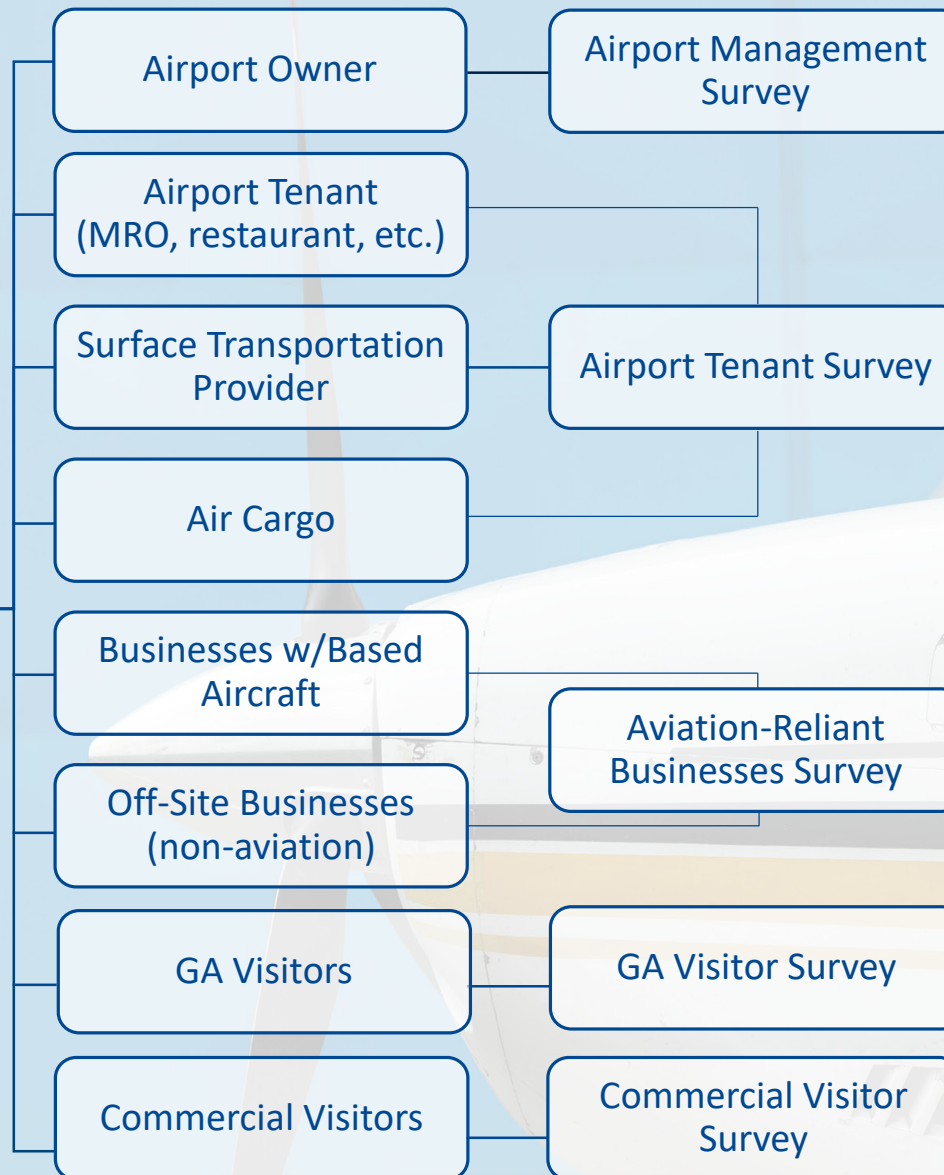 Airport Owner
Airport Management
Survey
Airport Tenant
(MRO, restaurant, etc.)
Surface Transportation
Provider
Airport Tenant Survey
Air Cargo
Businesses w/Based
Aircraft
Aviation-Reliant
Businesses Survey
Off-Site Businesses
(non-aviation)
GA Visitors
GA Visitor Survey
Commercial Visitors
Commercial Visitor
Survey